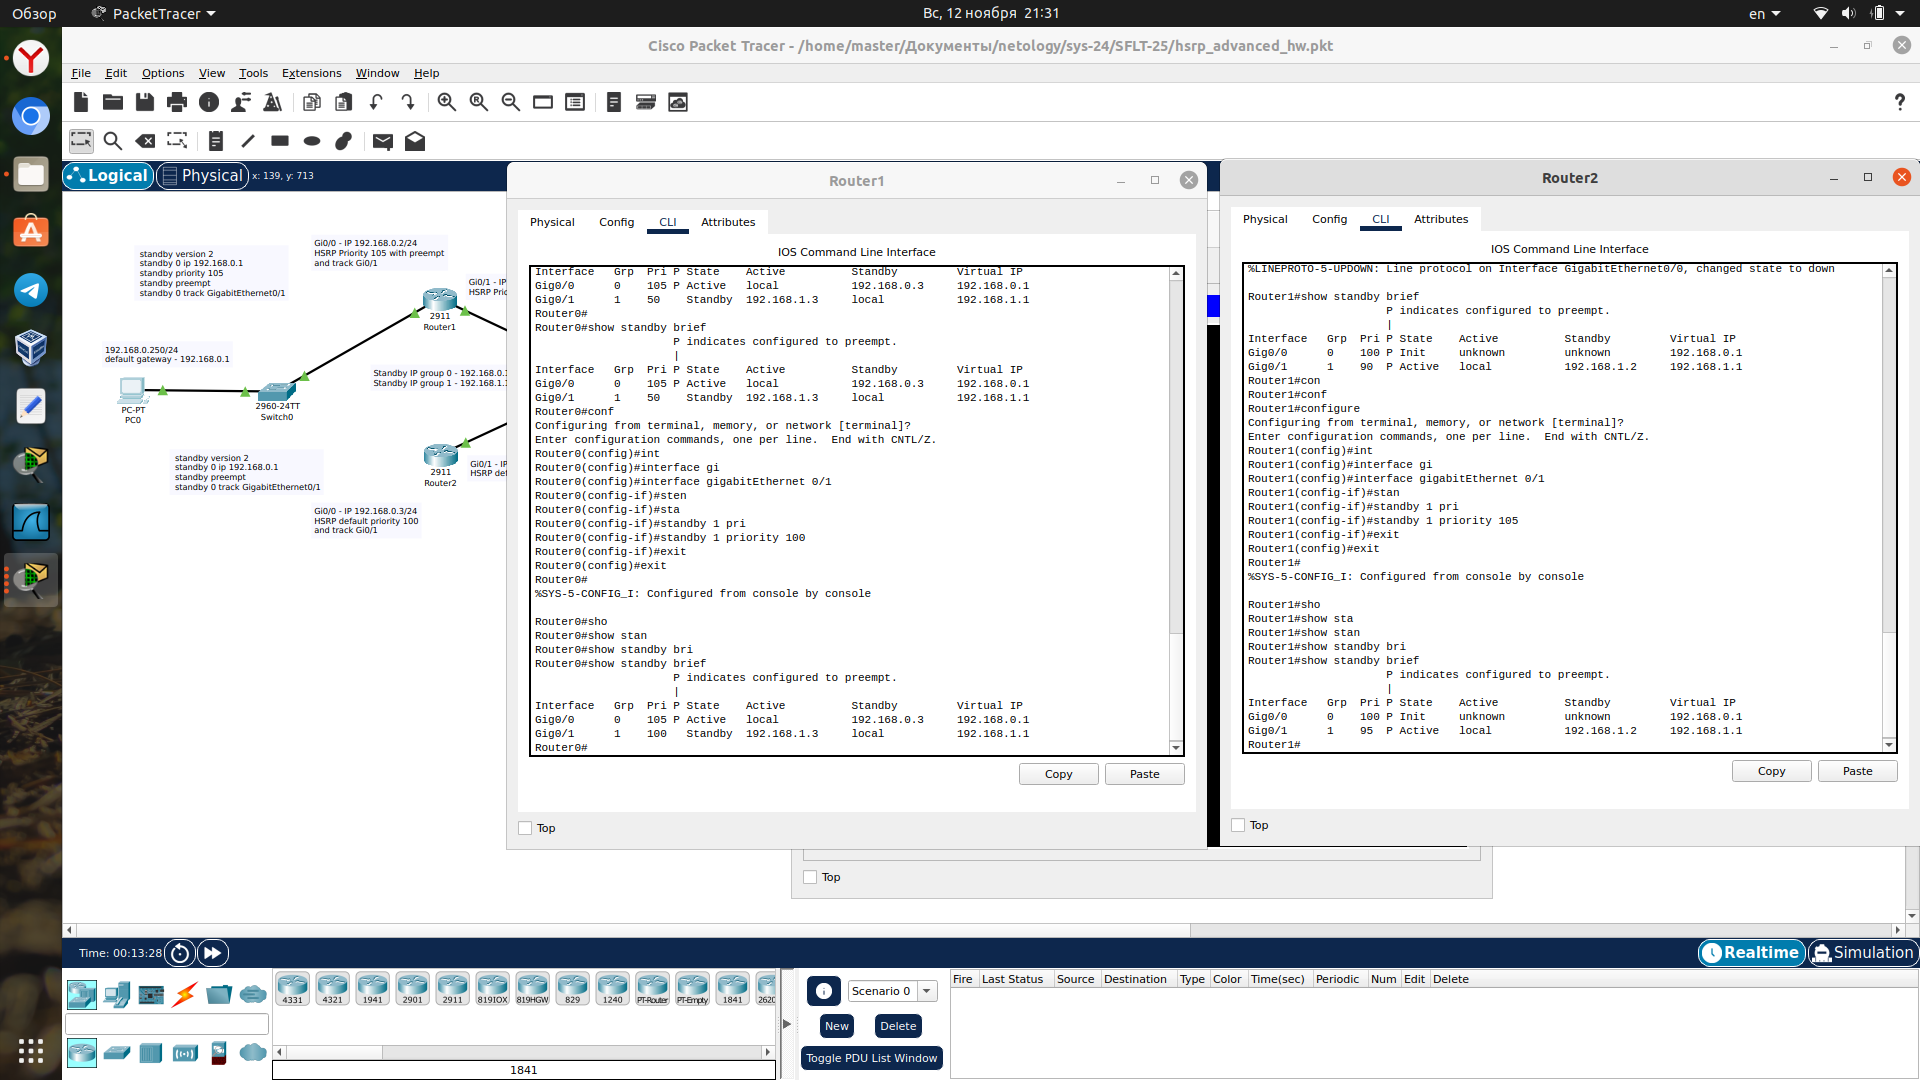 Обзор
PacketTracer
Вс, 12 ноября 21:31
en
Cisco Packet Tracer - /home/master/Документы/netology/sys-24/SFLT-25/hsrp_advanced_hw.pkt
File Edit Options View Tools Extensions Window Help
?
Logical
Physical
x: 139, y: 713
standby version 2
standby 0 ip 192.168.0.1
standby priority 105
standby preempt
standby 0 track GigabitEthernet0/1
Gi0/0 - IP 192.168.0.2/24
HSRP Priority 105 with preempt
and track Gi0/1
Gi0/1 - IP
HSRP Pric
2911
Router1
192.168.0.250/24
default gateway - 192.168.0.1
PC-PT
PC0
2960-24TT
Switch0
Standby IP group 0 - 192.168.0.1
Standby IP group 1 - 192.168.1.1
2911
Router2
Gi0/1 - IP
HSRP def
standby version 2
standby 0 ip 192.168.0.1
standby preempt
standby 0 track GigabitEthernet0/1
Gi0/0 - IP 192.168.0.3/24
HSRP default priority 100
and track Gi0/1
Router1
Physical Config CLI Attributes
IOS Command Line Interface
Interface Grp Pri P State Active Standby Virtual IP
Gig0/0 0 105 P Active local 192.168.0.3 192.168.0.1
Gig0/1 1 50 Standby 192.168.1.3 local 192.168.1.1
Router0#
Router0#show standby brief
P indicates configured to preempt.
|
Interface Grp Pri P State Active Standby Virtual IP
Gig0/0 0 105 P Active local 192.168.0.3 192.168.0.1
Gig0/1 1 50 Standby 192.168.1.3 local 192.168.1.1
Router0#conf
Configuring from terminal, memory, or network [terminal]?
Enter configuration commands, one per line. End with CNTL/Z.
Router0(config)#int
Router0(config)#interface gi
Router0(config)#interface gigabitEthernet 0/1
Router0(config-if)#sten
Router0(config-if)#sta
Router0(config-if)#standby 1 pri
Router0(config-if)#standby 1 priority 100
Router0(config-if)#exit
Router0(config)#exit
Router0#
%SYS-5-CONFIG_I: Configured from console by console
Router0#sho
Router0#show stan
Router0#show standby bri
Router0#show standby brief
P indicates configured to preempt.
|
Interface Grp Pri P State Active Standby Virtual IP
Gig0/0 0 105 P Active local 192.168.0.3 192.168.0.1
Gig0/1 1 100 Standby 192.168.1.3 local 192.168.1.1
Router0#
Copy Paste
Top
Router2
Physical Config CLI Attributes
IOS Command Line Interface
%LINEPROTO-5-UPDOWN: Line protocol on Interface GigabitEthernet0/0, changed state to down
Router1#show standby brief
P indicates configured to preempt.
|
Interface Grp Pri P State Active Standby Virtual IP
Gig0/0 0 100 P Init unknown unknown 192.168.0.1
Gig0/1 1 90 P Active local 192.168.1.2 192.168.1.1
Router1#con
Router1#conf
Router1#configure
Configuring from terminal, memory, or network [terminal]?
Enter configuration commands, one per line. End with CNTL/Z.
Router1(config)#int
Router1(config)#interface gi
Router1(config)#interface gigabitEthernet 0/1
Router1(config-if)#stan
Router1(config-if)#standby 1 pri
Router1(config-if)#standby 1 priority 105
Router1(config-if)#exit
Router1(config)#exit
Router1#
%SYS-5-CONFIG_I: Configured from console by console
Router1#sho
Router1#show sta
Router1#show stan
Router1#show standby bri
Router1#show standby brief
P indicates configured to preempt.
|
Interface Grp Pri P State Active Standby Virtual IP
Gig0/0 0 100 P Init unknown unknown 192.168.0.1
Gig0/1 1 95 P Active local 192.168.1.2 192.168.1.1
Router1#
Copy Paste
Top
Top
Time: 00:13:28
Realtime
Simulation
4331 4321 1941 2901 2911 819IOX 819HGW 829 1240 PT-Router PT-Empty 1841 2620
1841
Scenario 0
New Delete
Toggle PDU List Window
Fire Last Status Source Destination Type Color Time(sec) Periodic Num Edit Delete